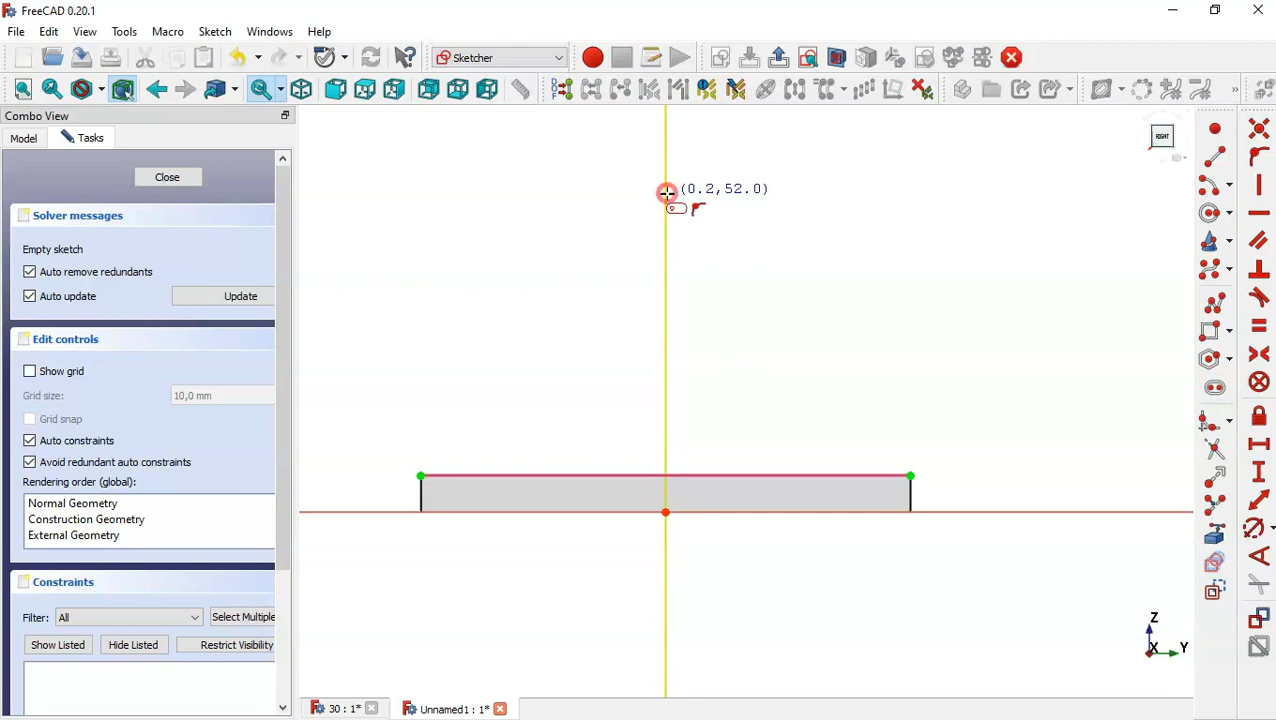 FreeCAD 0.20.1
File Edit View Tools Macro Sketch Windows Help
Sketcher
Combo View
Model Tasks
Close
Solver messages
Empty sketch
Auto remove redundants
Auto update Update
Edit controls
Show grid
Grid size: 10,0 mm
Grid snap
Auto constraints
Avoid redundant auto constraints
Rendering order (global):
Normal Geometry
Construction Geometry
External Geometry
Constraints
Filter: All Select Multiple
Show Listed Hide Listed Restrict Visibility
(0.2,52.0)
RIGHT
Z
X Y
30 : 1* Unnamed1 : 1*